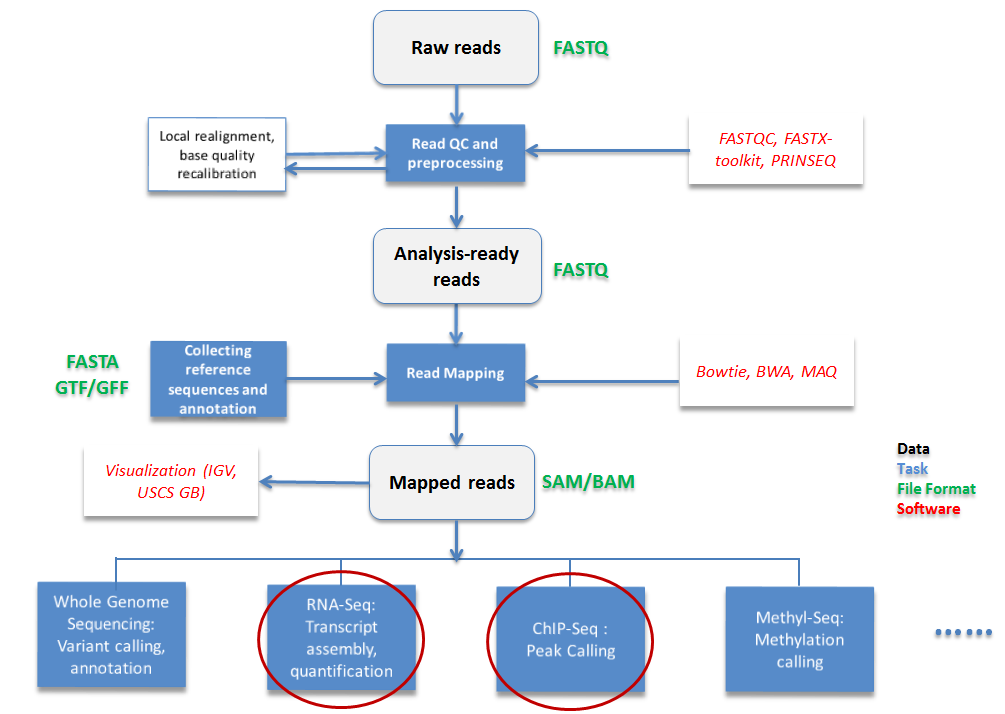 Raw reads
FASTQ
Local realignment,
base quality
recalibration
Read QC and
preprocessing
FASTQC, FASTX-
toolkit, PRINSEQ
Analysis-ready
reads
FASTQ
FASTA
GTF/GFF
Collecting
reference
sequences and
annotation
Read Mapping
Bowtie, BWA, MAQ
Visualization (IGV,
USCS GB)
Mapped reads
SAM/BAM
Data
Task
File Format
Software
Whole Genome
Sequencing:
Variant calling,
annotation
RNA-Seq:
Transcript
assembly,
quantification
ChIP-Seq :
Peak Calling
Methyl-Seq:
Methylation
calling